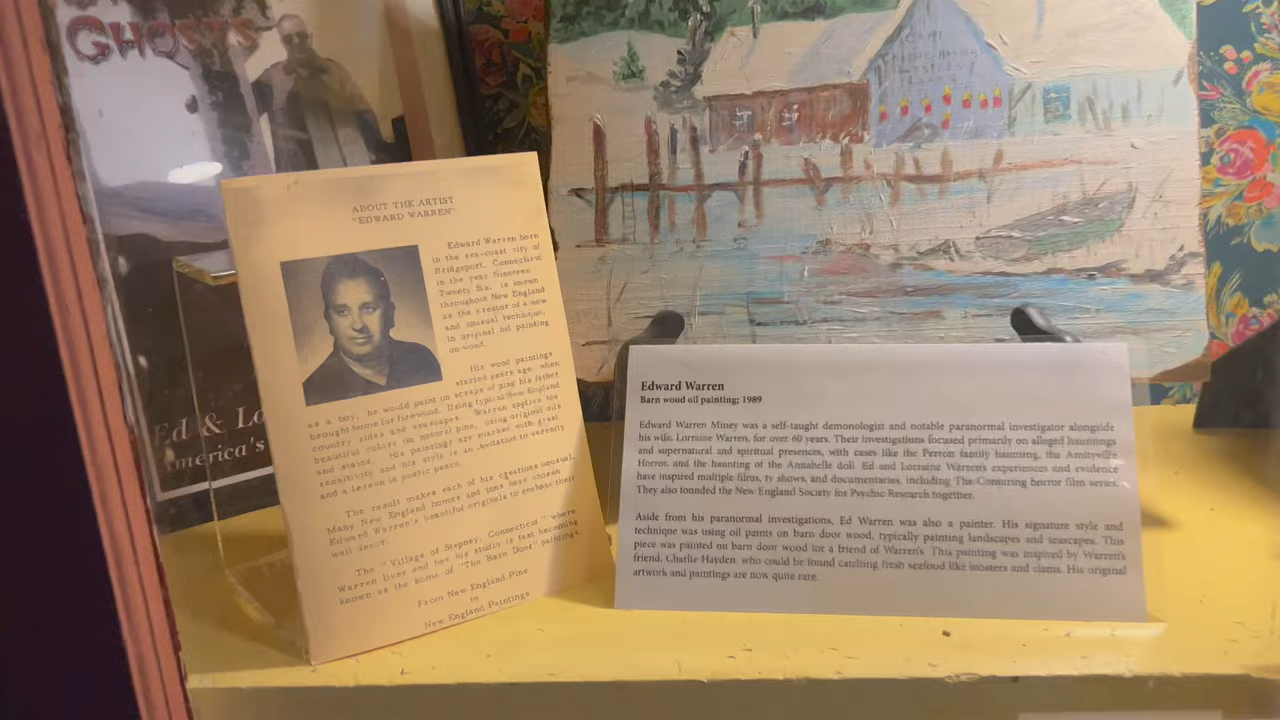 GHOSTS
Ed & Lo
America's
ABOUT THE ARTIST
"EDWARD WARREN"
Edward Warren born
in the sea-coast city of
Bridgeport, Connecticut
in the year Nineteen
Twenty Six, is known
throughout New England
as the creator of a new
and unusual technique,
in original oil painting
on wood.
His wood paintings
started years ago when
as a boy, he would paint on scraps of pine his father
brought home for firewood. Using typical New England
country sides and seascapes. Warren applies his
beautiful colors on natural pine, using original oils
and stains. His paintings are marked with great
sensitivity and his style is an invitation to serenity
and a lesson in poetic peace.
The result makes each of his creations unusual.
Many New England homes and inns have chosen
Edward Warren's beautiful originals to enchant their
wall decor.
The "Village of Stepney, Connecticut" where
Warren lives and has his studio is fast becoming
known as the home of "The Barn Door" paintings.
From New England Pine
to
New England Paintings
Edward Warren
Barn wood oil painting; 1989
Edward Warren Miney was a self-taught demonologist and notable paranormal investigator alongside
his wife, Lorraine Warren, for over 60 years. Their investigations focused primarily on alleged hauntings
and supernatural and spiritual presences, with cases like the Perron family haunting, the Amityville
Horror, and the haunting of the Annabelle doll. Ed and Lorraine Warren's experiences and evidence
have inspired multiple films, tv shows, and documentaries, including The Conjuring horror film series.
They also founded the New England Society for Psychic Research together.
Aside from his paranormal investigations, Ed Warren was also a painter. His signature style and
technique was using oil paints on barn door wood, typically painting landscapes and seascapes. This
piece was painted on barn door wood for a friend of Warren's. This painting was inspired by Warren's
friend, Charlie Hayden, who could be found catching fresh seafood like lobsters and clams. His original
artwork and paintings are now quite rare.